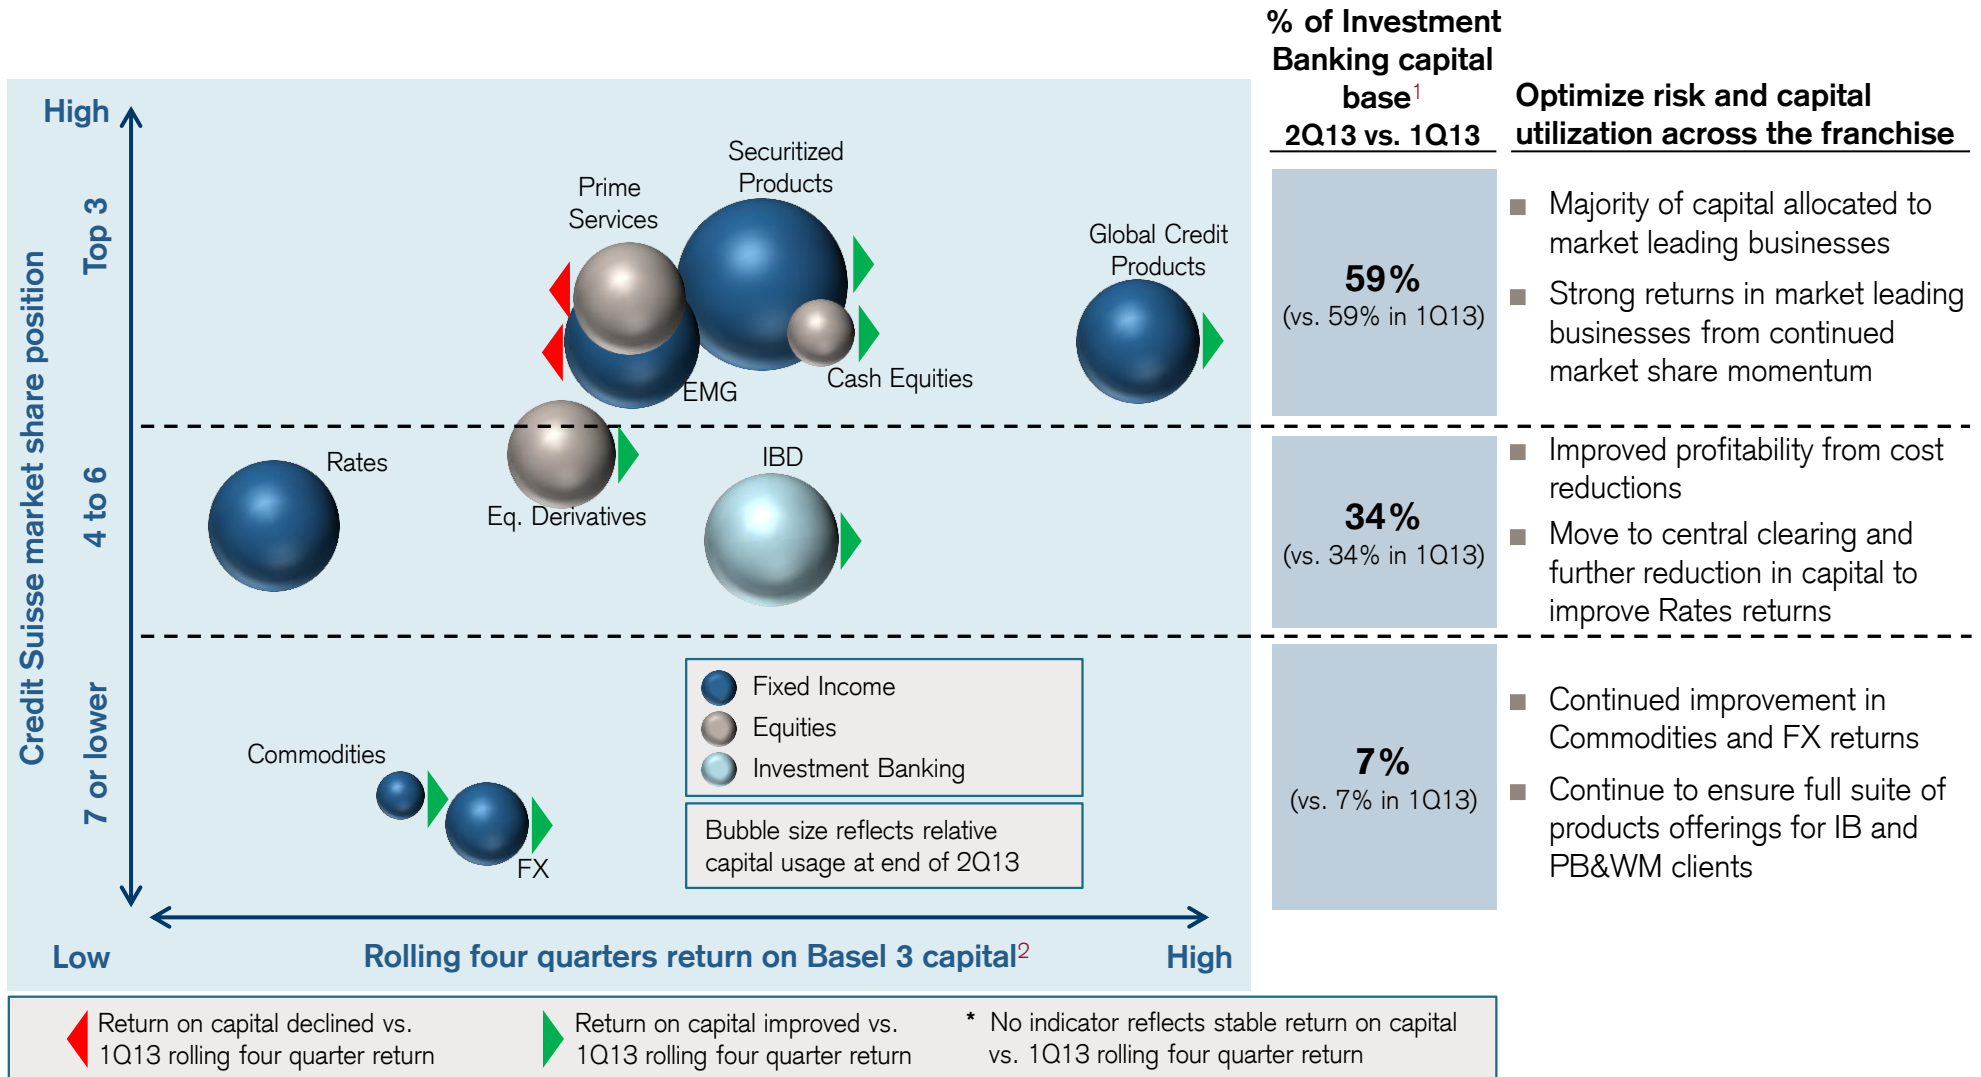 % of Investment
Banking capital
base1
2Q13 vs. 1Q13
Optimize risk and capital
utilization across the franchise
High
Top 3
4 to 6
7 or lower
Credit Suisse market share position
Securitized
Products
Prime
Services
Global Credit
Products
Cash Equities
EMG
Rates
Eq. Derivatives
IBD
Commodities
FX
Fixed Income
Equities
Investment Banking
Bubble size reflects relative
capital usage at end of 2Q13
Low
Rolling four quarters return on Basel 3 capital2
High
59%
(vs. 59% in 1Q13)
34%
(vs. 34% in 1Q13)
7%
(vs. 7% in 1Q13)
■ Majority of capital allocated to
market leading businesses
■ Strong returns in market leading
businesses from continued
market share momentum
■ Improved profitability from cost
reductions
■ Move to central clearing and
further reduction in capital to
improve Rates returns
■ Continued improvement in
Commodities and FX returns
■ Continue to ensure full suite of
products offerings for IB and
PB&WM clients
Return on capital declined vs.
1Q13 rolling four quarter return
Return on capital improved vs.
1Q13 rolling four quarter return
* No indicator reflects stable return on capital
vs. 1Q13 rolling four quarter return